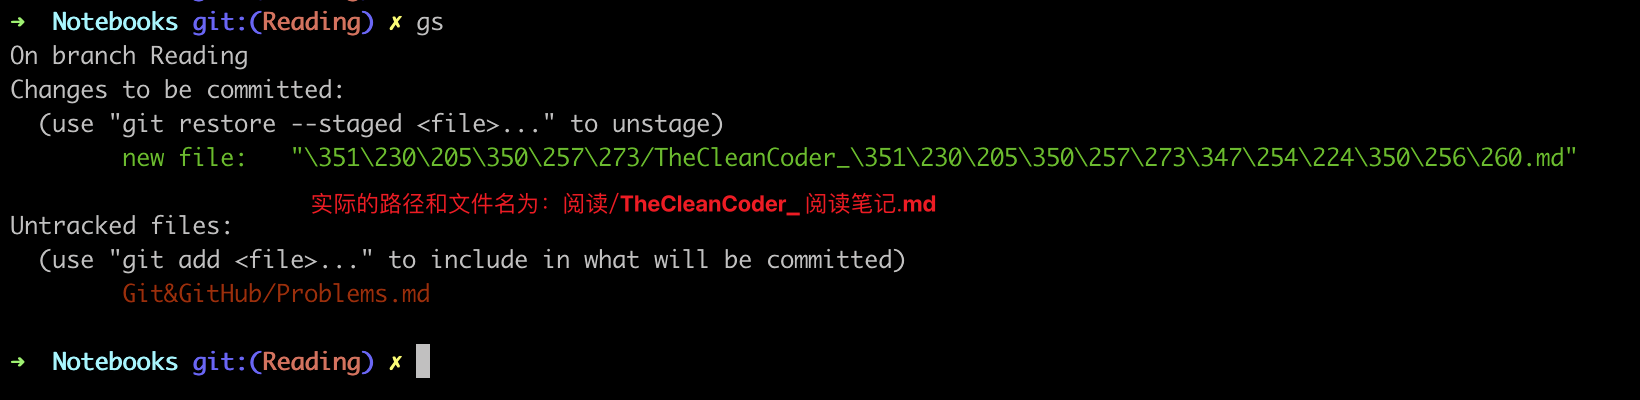 ➜  Notebooks git:(Reading) ✗ gs
On branch Reading
Changes to be committed:
  (use "git restore --staged <file>..." to unstage)
        new file:   "\351\230\205\350\257\273/TheCleanCoder_\351\230\205\350\257\273\347\254\224\350\256\260.md"
实际的路径和文件名为：阅读/TheCleanCoder_ 阅读笔记.md
Untracked files:
  (use "git add <file>..." to include in what will be committed)
        Git&GitHub/Problems.md
➜  Notebooks git:(Reading) ✗